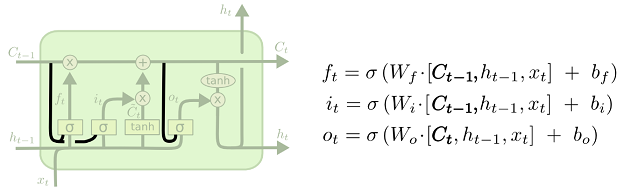 h_t
C_{t-1} × + C_t
tanh
f_t i_t × C̃_t o_t ×
σ σ tanh σ
h_{t-1} h_t
x_t
f_t = σ (W_f·[C_{t-1}, h_{t-1}, x_t] + b_f)
i_t = σ (W_i·[C_{t-1}, h_{t-1}, x_t] + b_i)
o_t = σ (W_o·[C_t, h_{t-1}, x_t] + b_o)